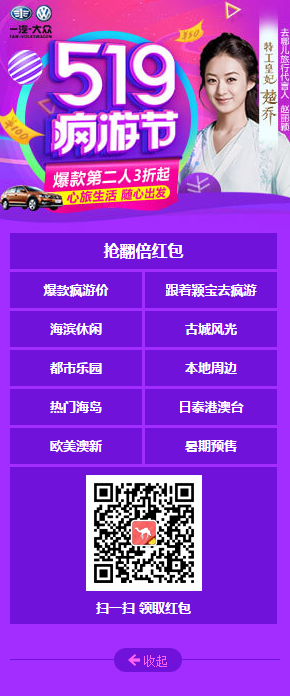 一汽-大众
FAW-VOLKSWAGEN
519
疯游节
¥50
¥100
爆款第二人3折起
心旅生活 随心出发
特工皇妃 楚乔
去哪儿旅行代言人 赵丽颖
抢翻倍红包
爆款疯游价
跟着颖宝去疯游
海滨休闲
古城风光
都市乐园
本地周边
热门海岛
日泰港澳台
欧美澳新
暑期预售
扫一扫 领取红包
收起